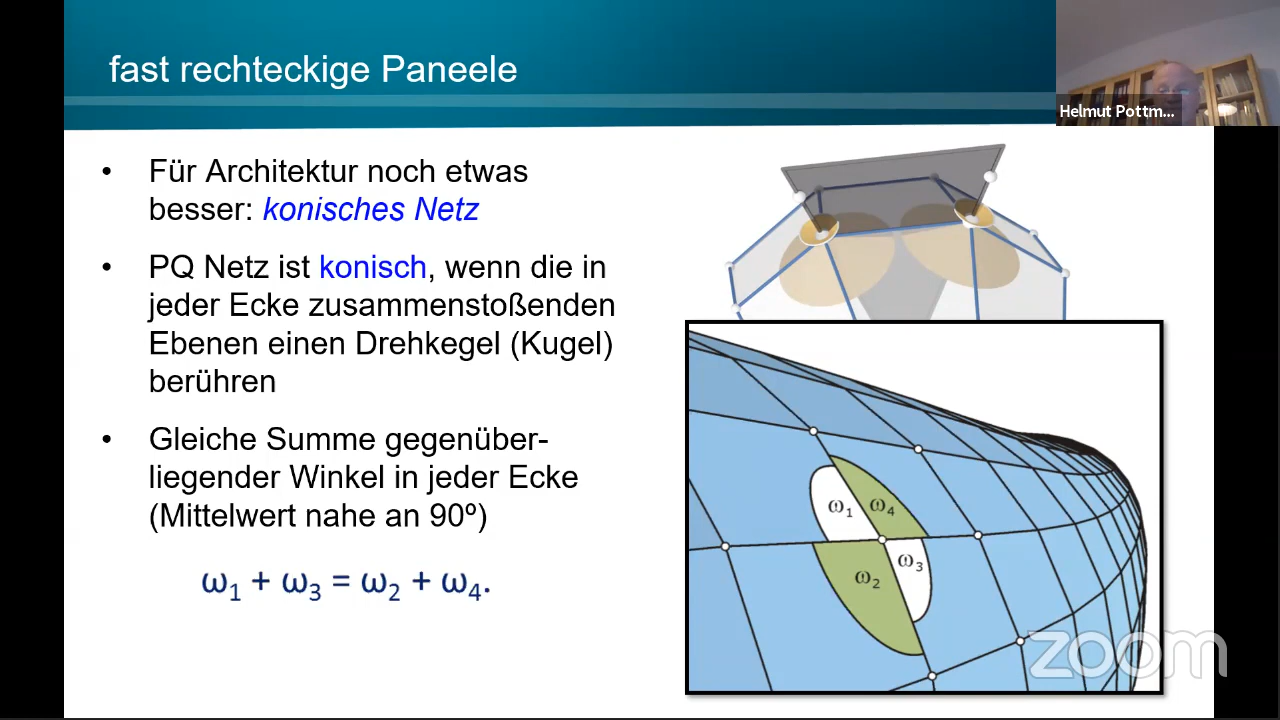 fast rechteckige Paneele
Helmut Pottm...
• Für Architektur noch etwas
besser: konisches Netz
• PQ Netz ist konisch, wenn die in
jeder Ecke zusammenstoßenden
Ebenen einen Drehkegel (Kugel)
berühren
• Gleiche Summe gegenüber-
liegender Winkel in jeder Ecke
(Mittelwert nahe an 90º)
ω₁ + ω₃ = ω₂ + ω₄.
ω₁
ω₄
ω₃
ω₂
zoom